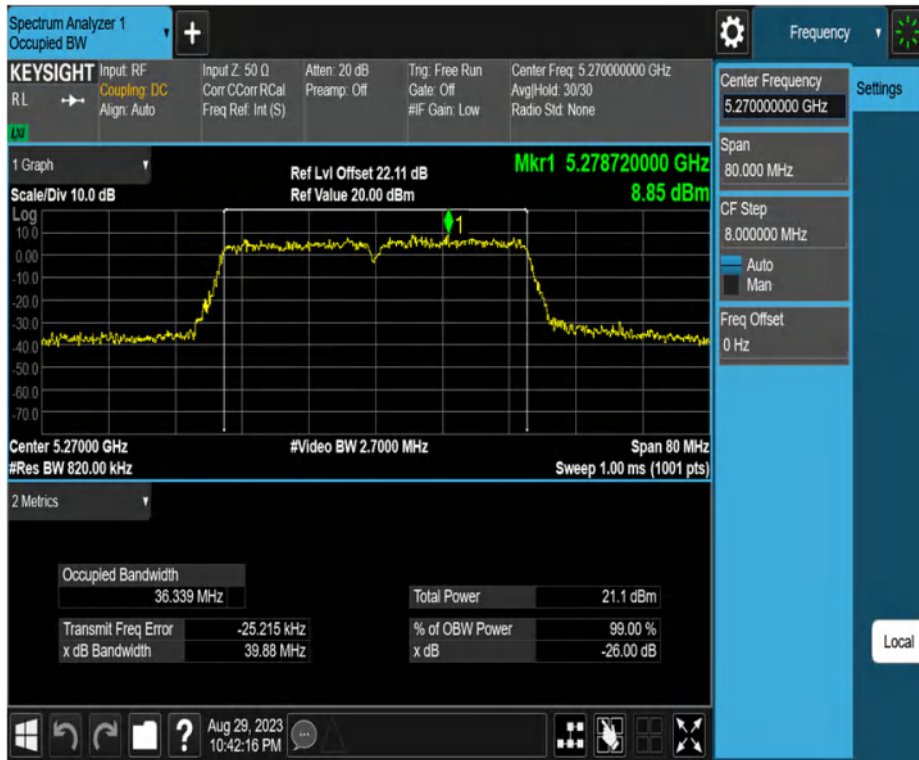 Spectrum Analyzer 1
Occupied BW
+
Frequency
KEYSIGHT
RL
LXI
Input: RF
Coupling: DC
Align: Auto
Input Z: 50 Ω
Corr CCorr RCal
Freq Ref: Int (S)
Atten: 20 dB
Preamp: Off
Trig: Free Run
Gate: Off
#IF Gain: Low
Center Freq: 5.270000000 GHz
Avg|Hold: 30/30
Radio Std: None
Center Frequency
5.270000000 GHz
Settings
Span
80.000 MHz
CF Step
8.000000 MHz
Auto
Man
Freq Offset
0 Hz
Local
1 Graph
Scale/Div 10.0 dB
Ref Lvl Offset 22.11 dB
Ref Value 20.00 dBm
Mkr1 5.278720000 GHz
8.85 dBm
Log
10.0
0.00
-10.0
-20.0
-30.0
-40.0
-50.0
-60.0
-70.0
1
Center 5.27000 GHz
#Res BW 820.00 kHz
#Video BW 2.7000 MHz
Span 80 MHz
Sweep 1.00 ms (1001 pts)
2 Metrics
Occupied Bandwidth
36.339 MHz
Total Power 21.1 dBm
Transmit Freq Error -25.215 kHz
% of OBW Power 99.00 %
x dB Bandwidth 39.88 MHz
x dB -26.00 dB
?
Aug 29, 2023
10:42:16 PM